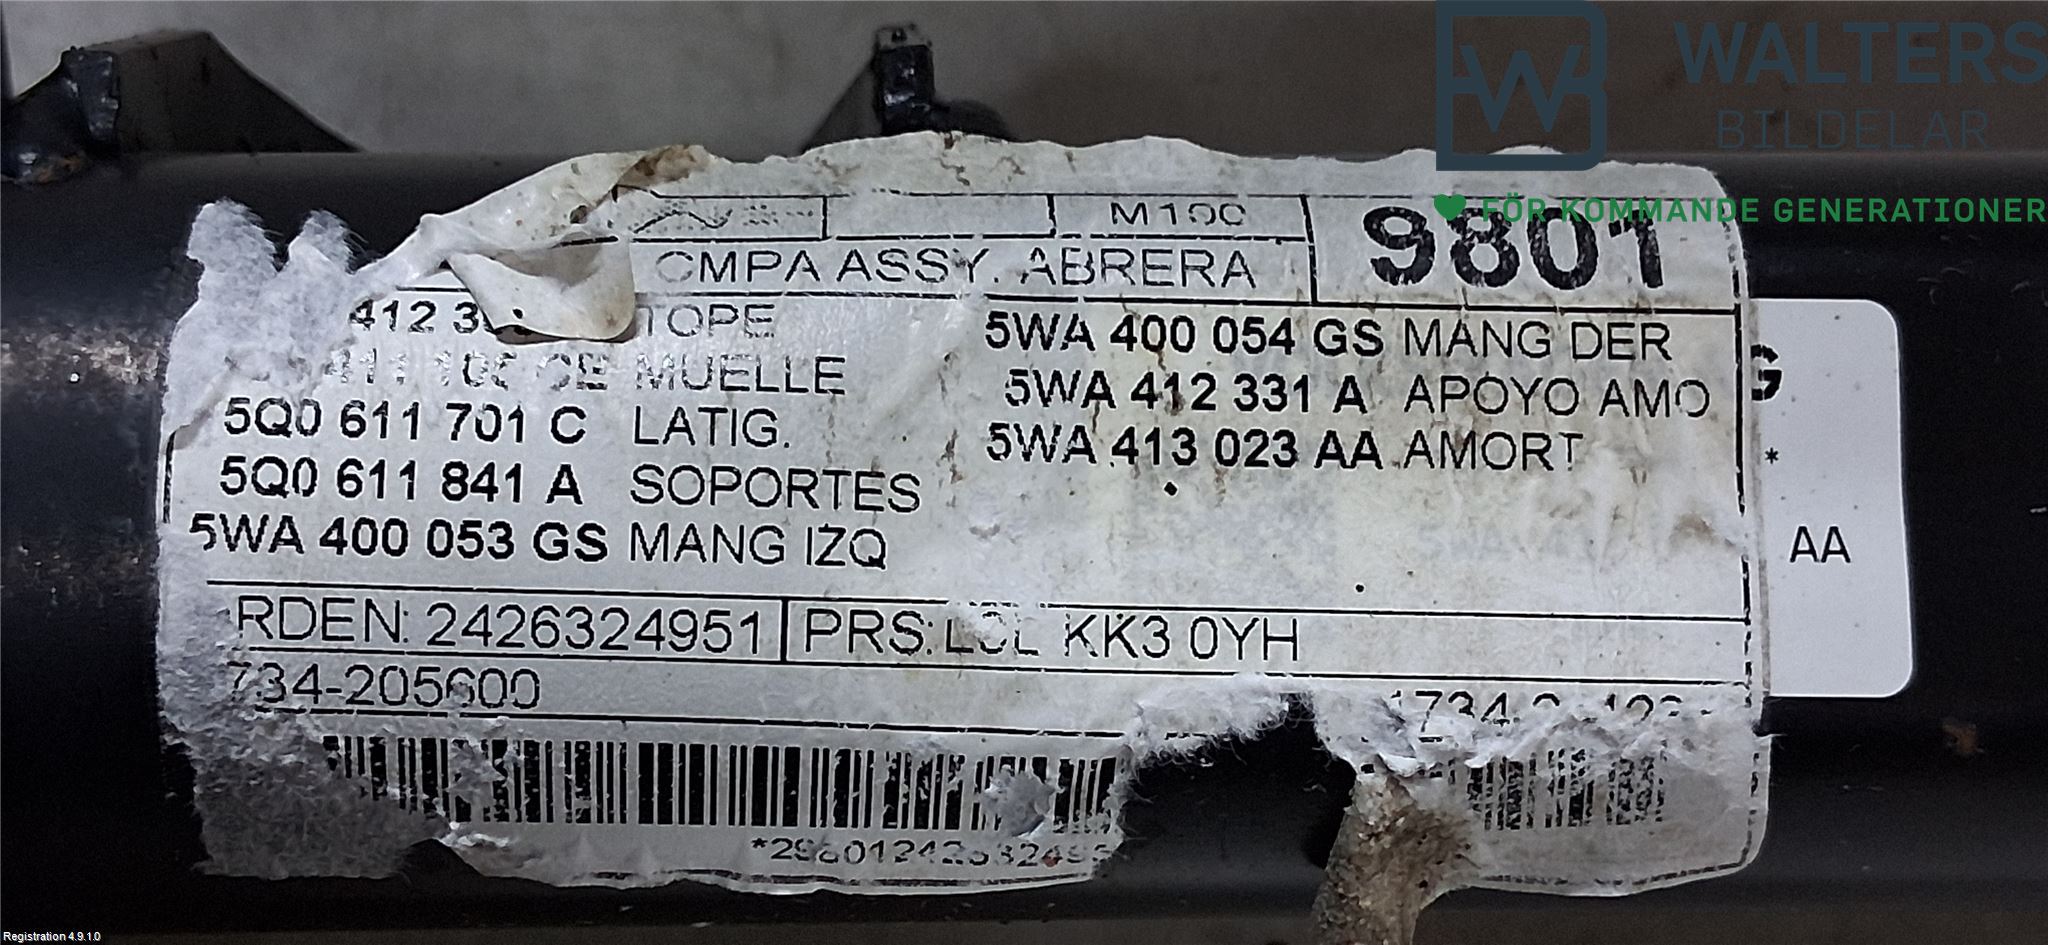 WALTERS
BILDELAR
FÖR KOMMANDE GENERATIONER
M100
9801
CMPA ASSY. ABRERA
412 TOPE
MUELLE
5Q0 611 701 C LATIG.
5Q0 611 841 A SOPORTES
5WA 400 053 GS MANG IZQ
5WA 400 054 GS MANG DER
5WA 412 331 A APOYO AMO
5WA 413 023 AA AMORT
G
*
AA
RDEN: 2426324951
PRS: L0L KK3 0YH
734-205600
Registration 4.9.1.0